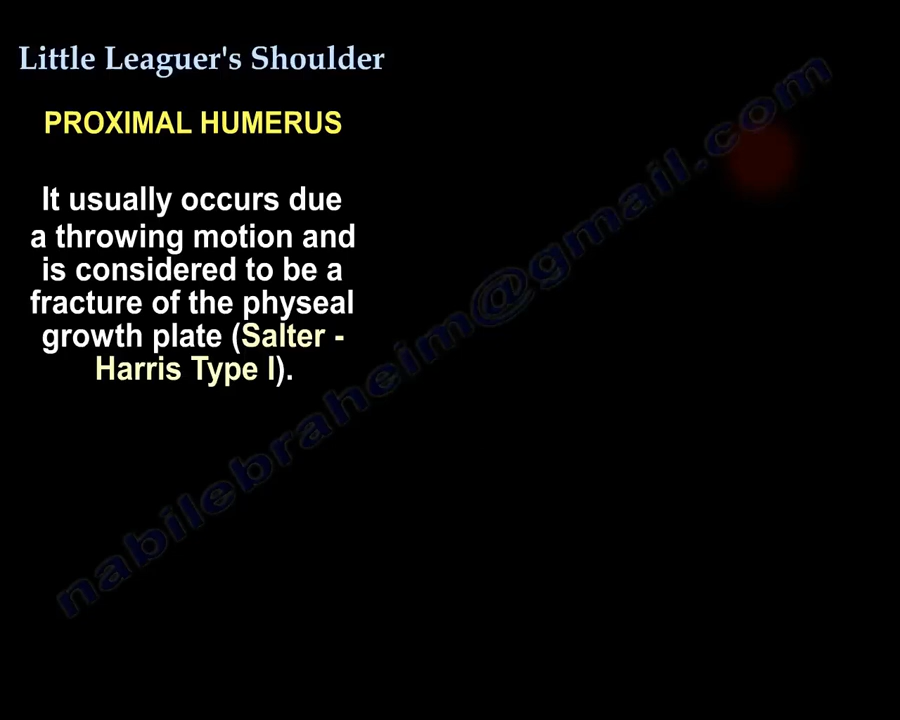 Little Leaguer's Shoulder
PROXIMAL HUMERUS
It usually occurs due
a throwing motion and
is considered to be a
fracture of the physeal
growth plate (Salter -
Harris Type I).
nabilebraheim@gmail.com